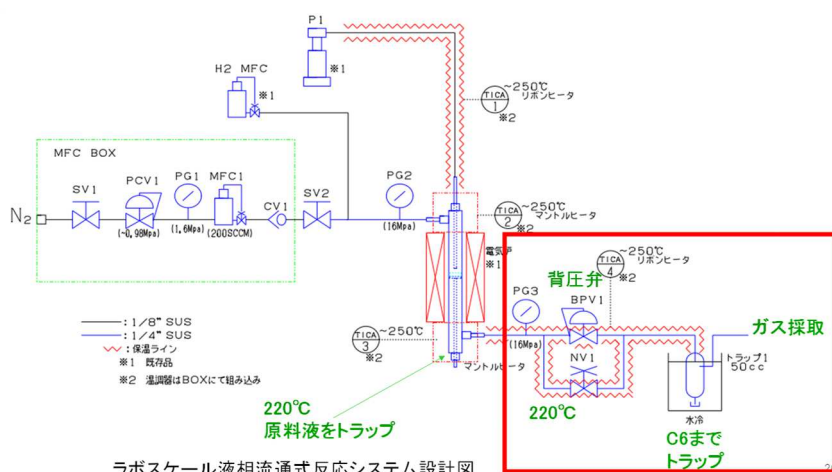 P1
※1
H2 MFC
※1
~250℃
リボンヒータ
TICA
1
※2
MFC BOX
SV1
PCV1
PG1
MFC1
CV1
SV2
PG2
N2
(~0.98Mpa)
(1.6Mpa)
(200SCCM)
(16Mpa)
~250℃
TICA
2
マントルヒータ
※2
電気炉
※1
~250℃
TICA
リボンヒータ
4
※2
背圧弁
PG3
BPV1
ガス採取
(16Mpa)
NV1
トラップ1
50cc
220℃
水冷
C6まで
トラップ
:1/8" SUS
:1/4" SUS
:保温ライン
※1 既存品
※2 温調器はBOXにて組み込み
TICA
3
~250℃
※2
マントルヒータ
220℃
原料液をトラップ
ラボスケール液相流通式反応システム設計図